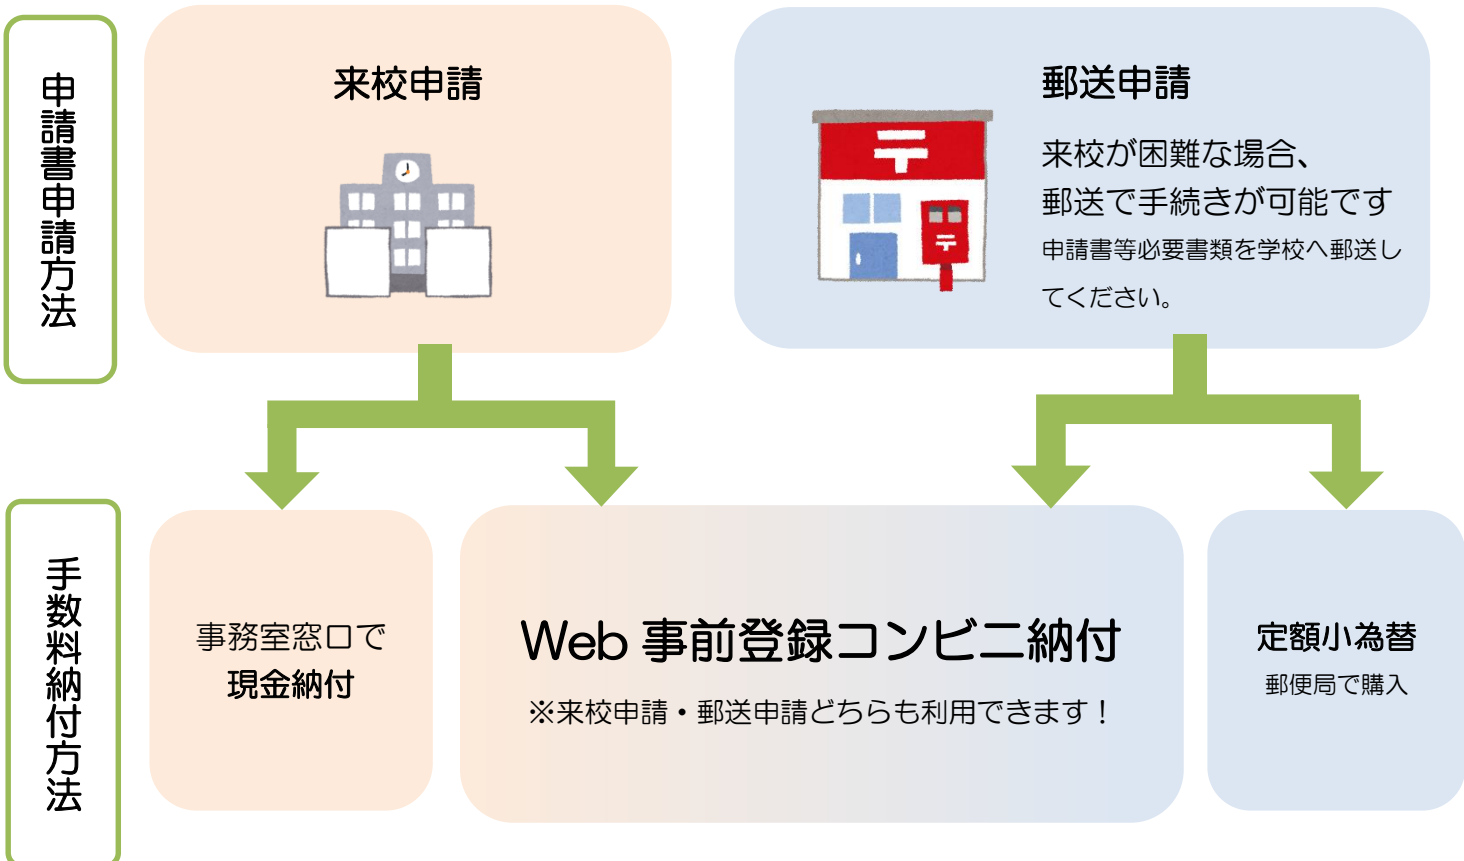 申請書申請方法
来校申請
郵送申請
来校が困難な場合、
郵送で手続きが可能です
申請書等必要書類を学校へ郵送し
てください。
手数料納付方法
事務室窓口で
現金納付
Web 事前登録コンビニ納付
※来校申請・郵送申請どちらも利用できます！
定額小為替
郵便局で購入